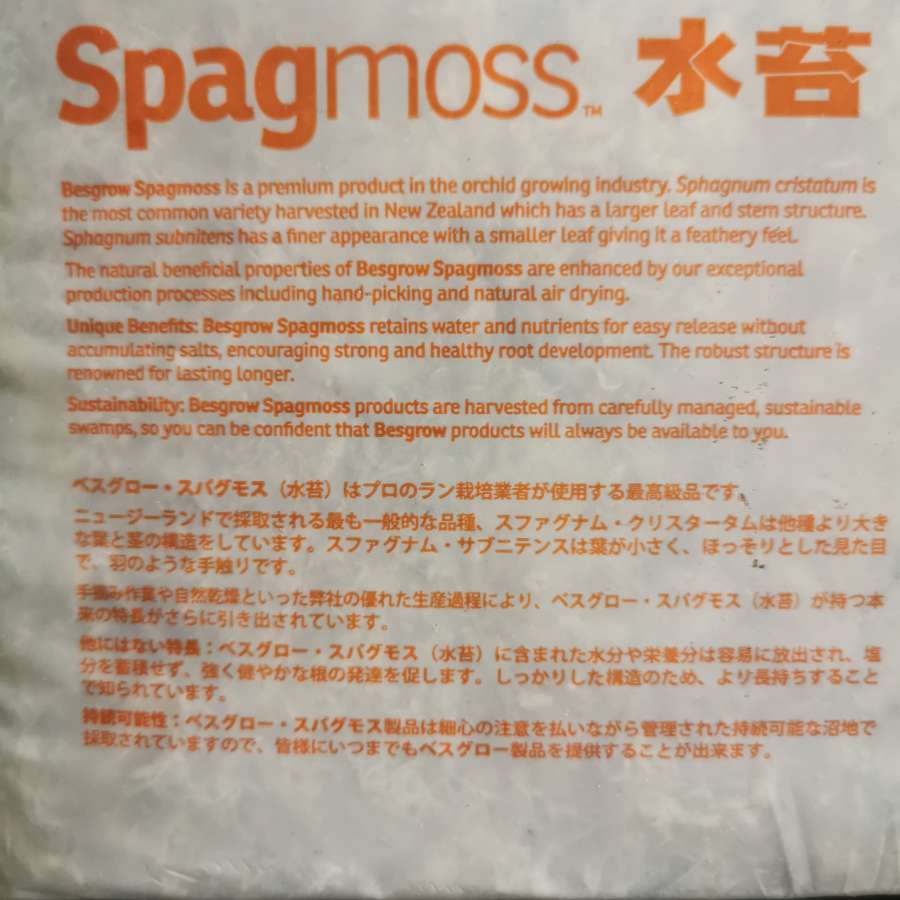 Spagmoss™ 水苔
Besgrow Spagmoss is a premium product in the orchid growing industry. Sphagnum cristatum is
the most common variety harvested in New Zealand which has a larger leaf and stem structure.
Sphagnum subnitens has a finer appearance with a smaller leaf giving it a feathery feel.
The natural beneficial properties of Besgrow Spagmoss are enhanced by our exceptional
production processes including hand-picking and natural air drying.
Unique Benefits: Besgrow Spagmoss retains water and nutrients for easy release without
accumulating salts, encouraging strong and healthy root development. The robust structure is
renowned for lasting longer.
Sustainability: Besgrow Spagmoss products are harvested from carefully managed, sustainable
swamps, so you can be confident that Besgrow products will always be available to you.
ベスグロー・スパグモス（水苔）はプロのラン栽培業者が使用する最高級品です。
ニュージーランドで採取される最も一般的な品種、スファグナム・クリスタータムは他種より大き
な葉と茎の構造をしています。スファグナム・サブニテンスは葉が小さく、ほっそりとした見た目
で、羽のような手触りです。
手摘み作業や自然乾燥といった弊社の優れた生産過程により、ベスグロー・スパグモス（水苔）が持つ本
来の特長がさらに引き出されています。
他にはない特長：ベスグロー・スパグモス（水苔）に含まれた水分や栄養分は容易に放出され、塩
分を蓄積せず、強く健やかな根の発達を促します。しっかりした構造のため、より長持ちすること
で知られています。
持続可能性：ベスグロー・スパグモス製品は細心の注意を払いながら管理された持続可能な沼地で
採取されていますので、皆様にいつまでもベスグロー製品を提供することが出来ます。